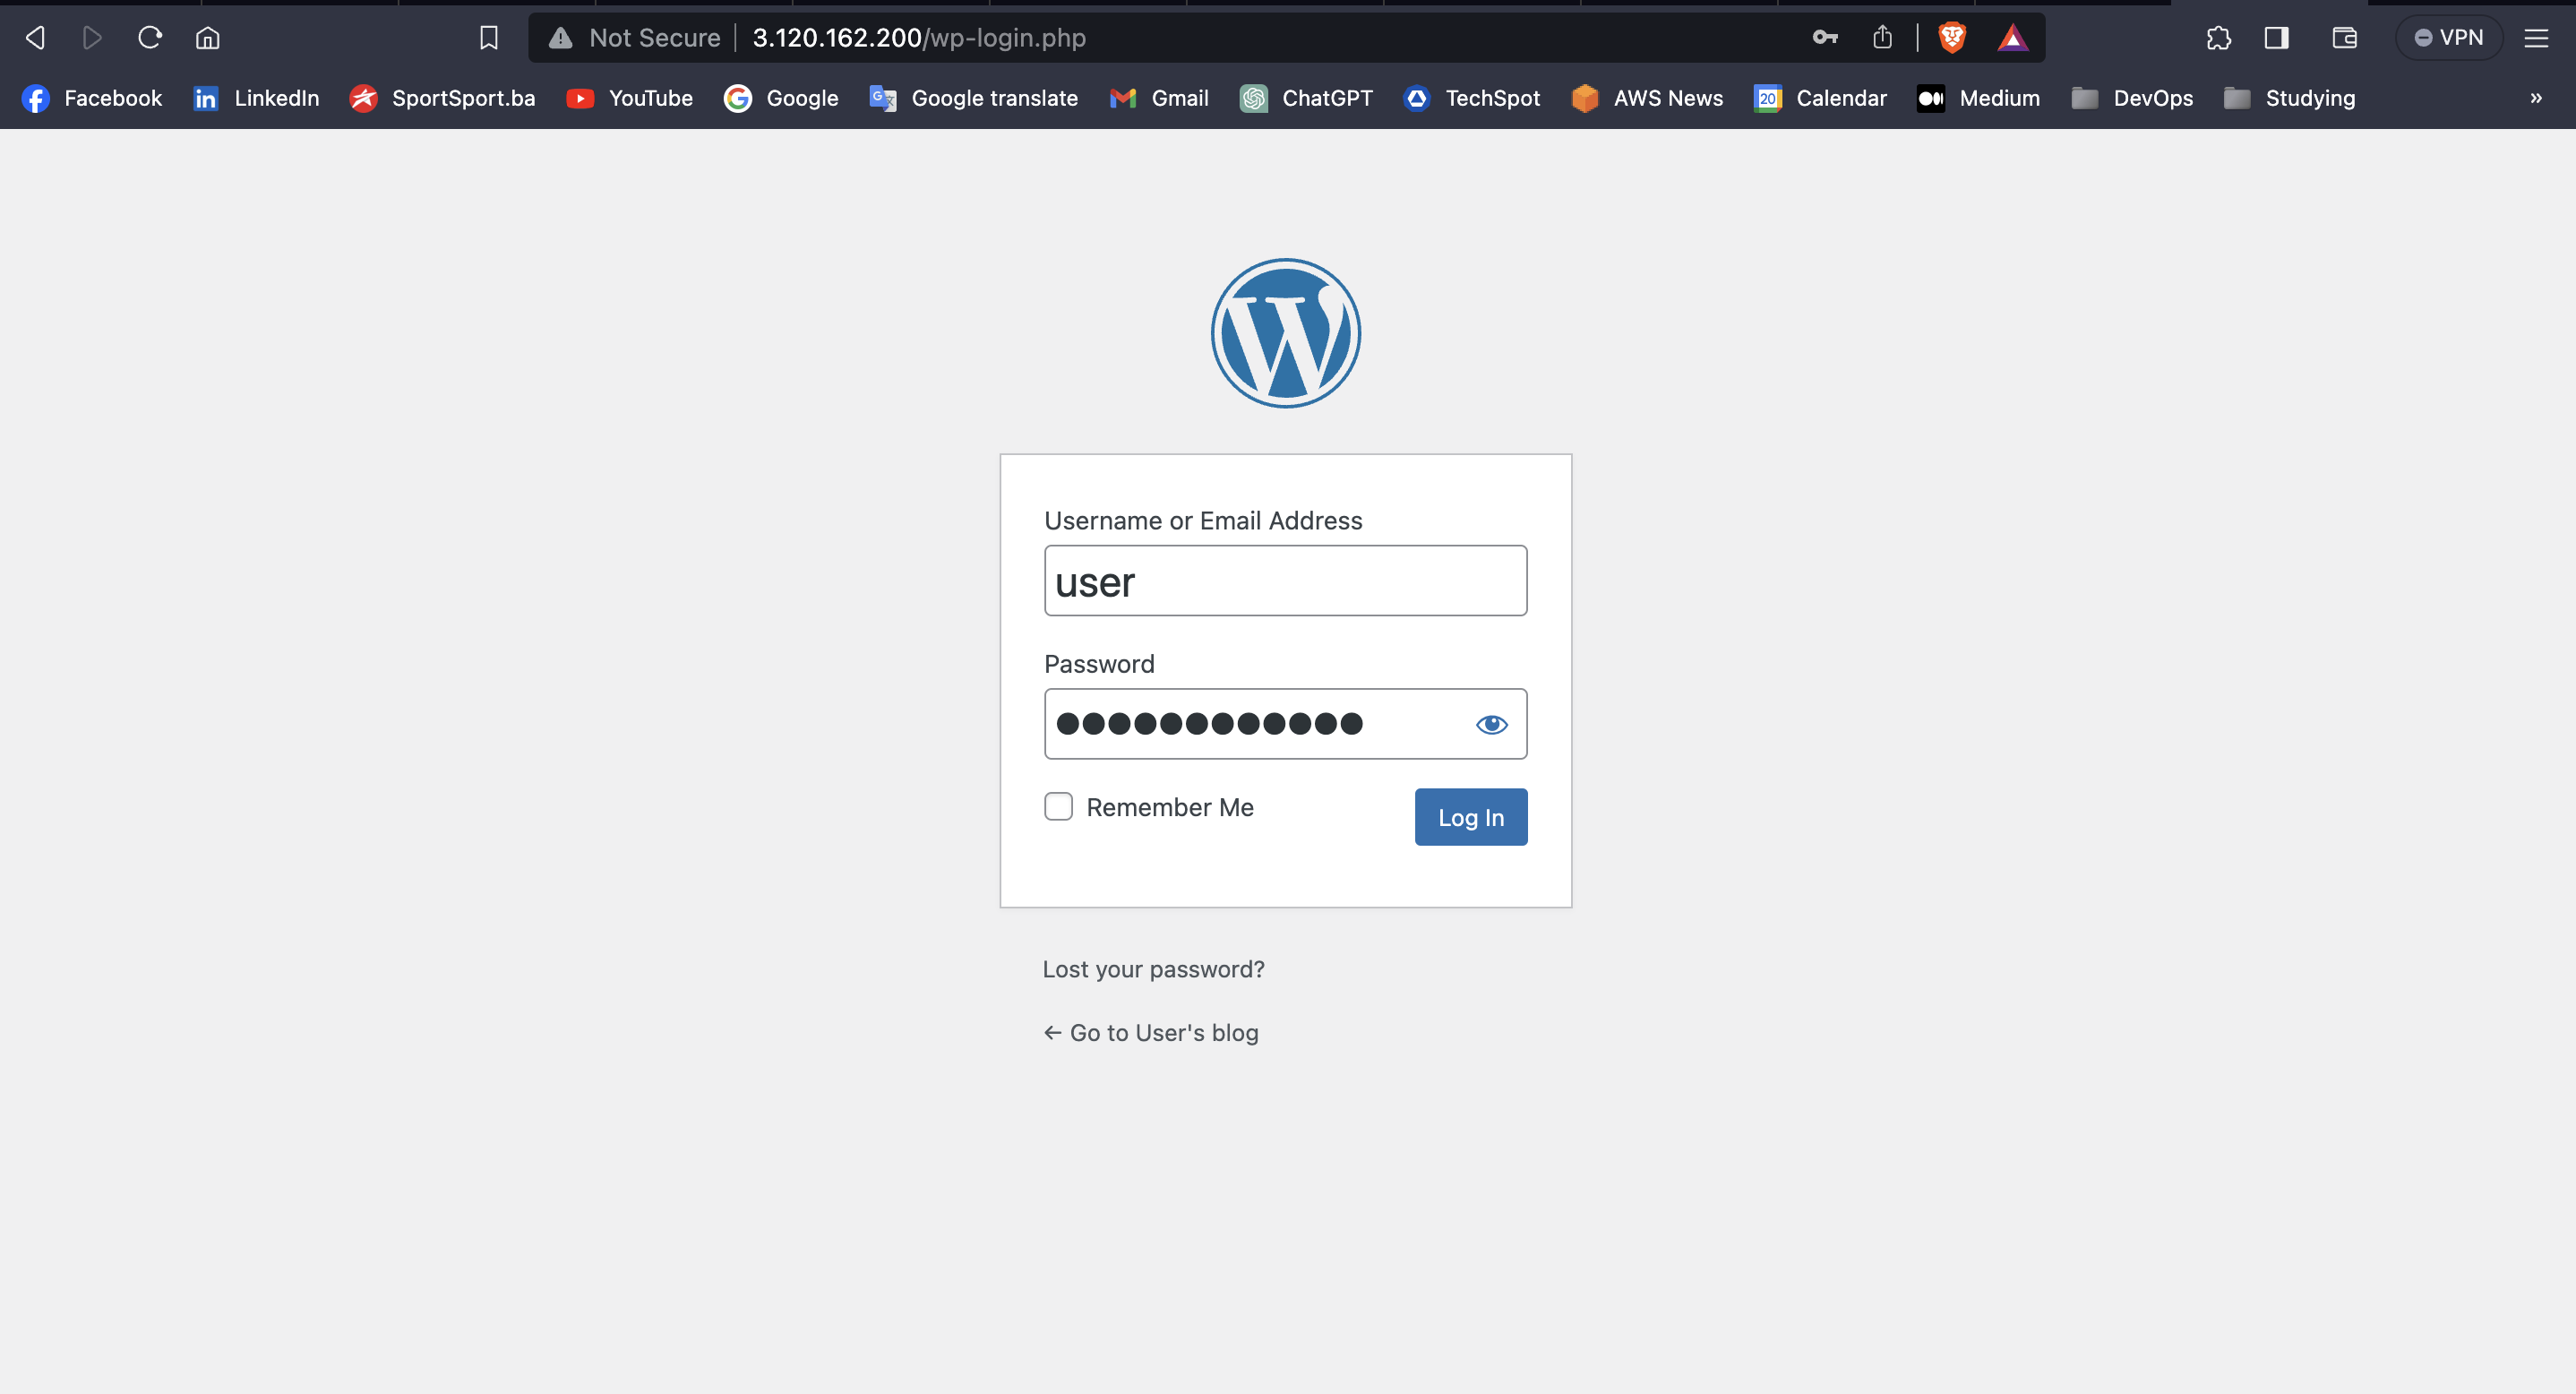 Not Secure 3.120.162.200/wp-login.php VPN
Facebook LinkedIn SportSport.ba YouTube Google Google translate Gmail ChatGPT TechSpot AWS News 20 Calendar Medium DevOps Studying »
Username or Email Address
user
Password
Remember Me
Log In
Lost your password?
← Go to User's blog